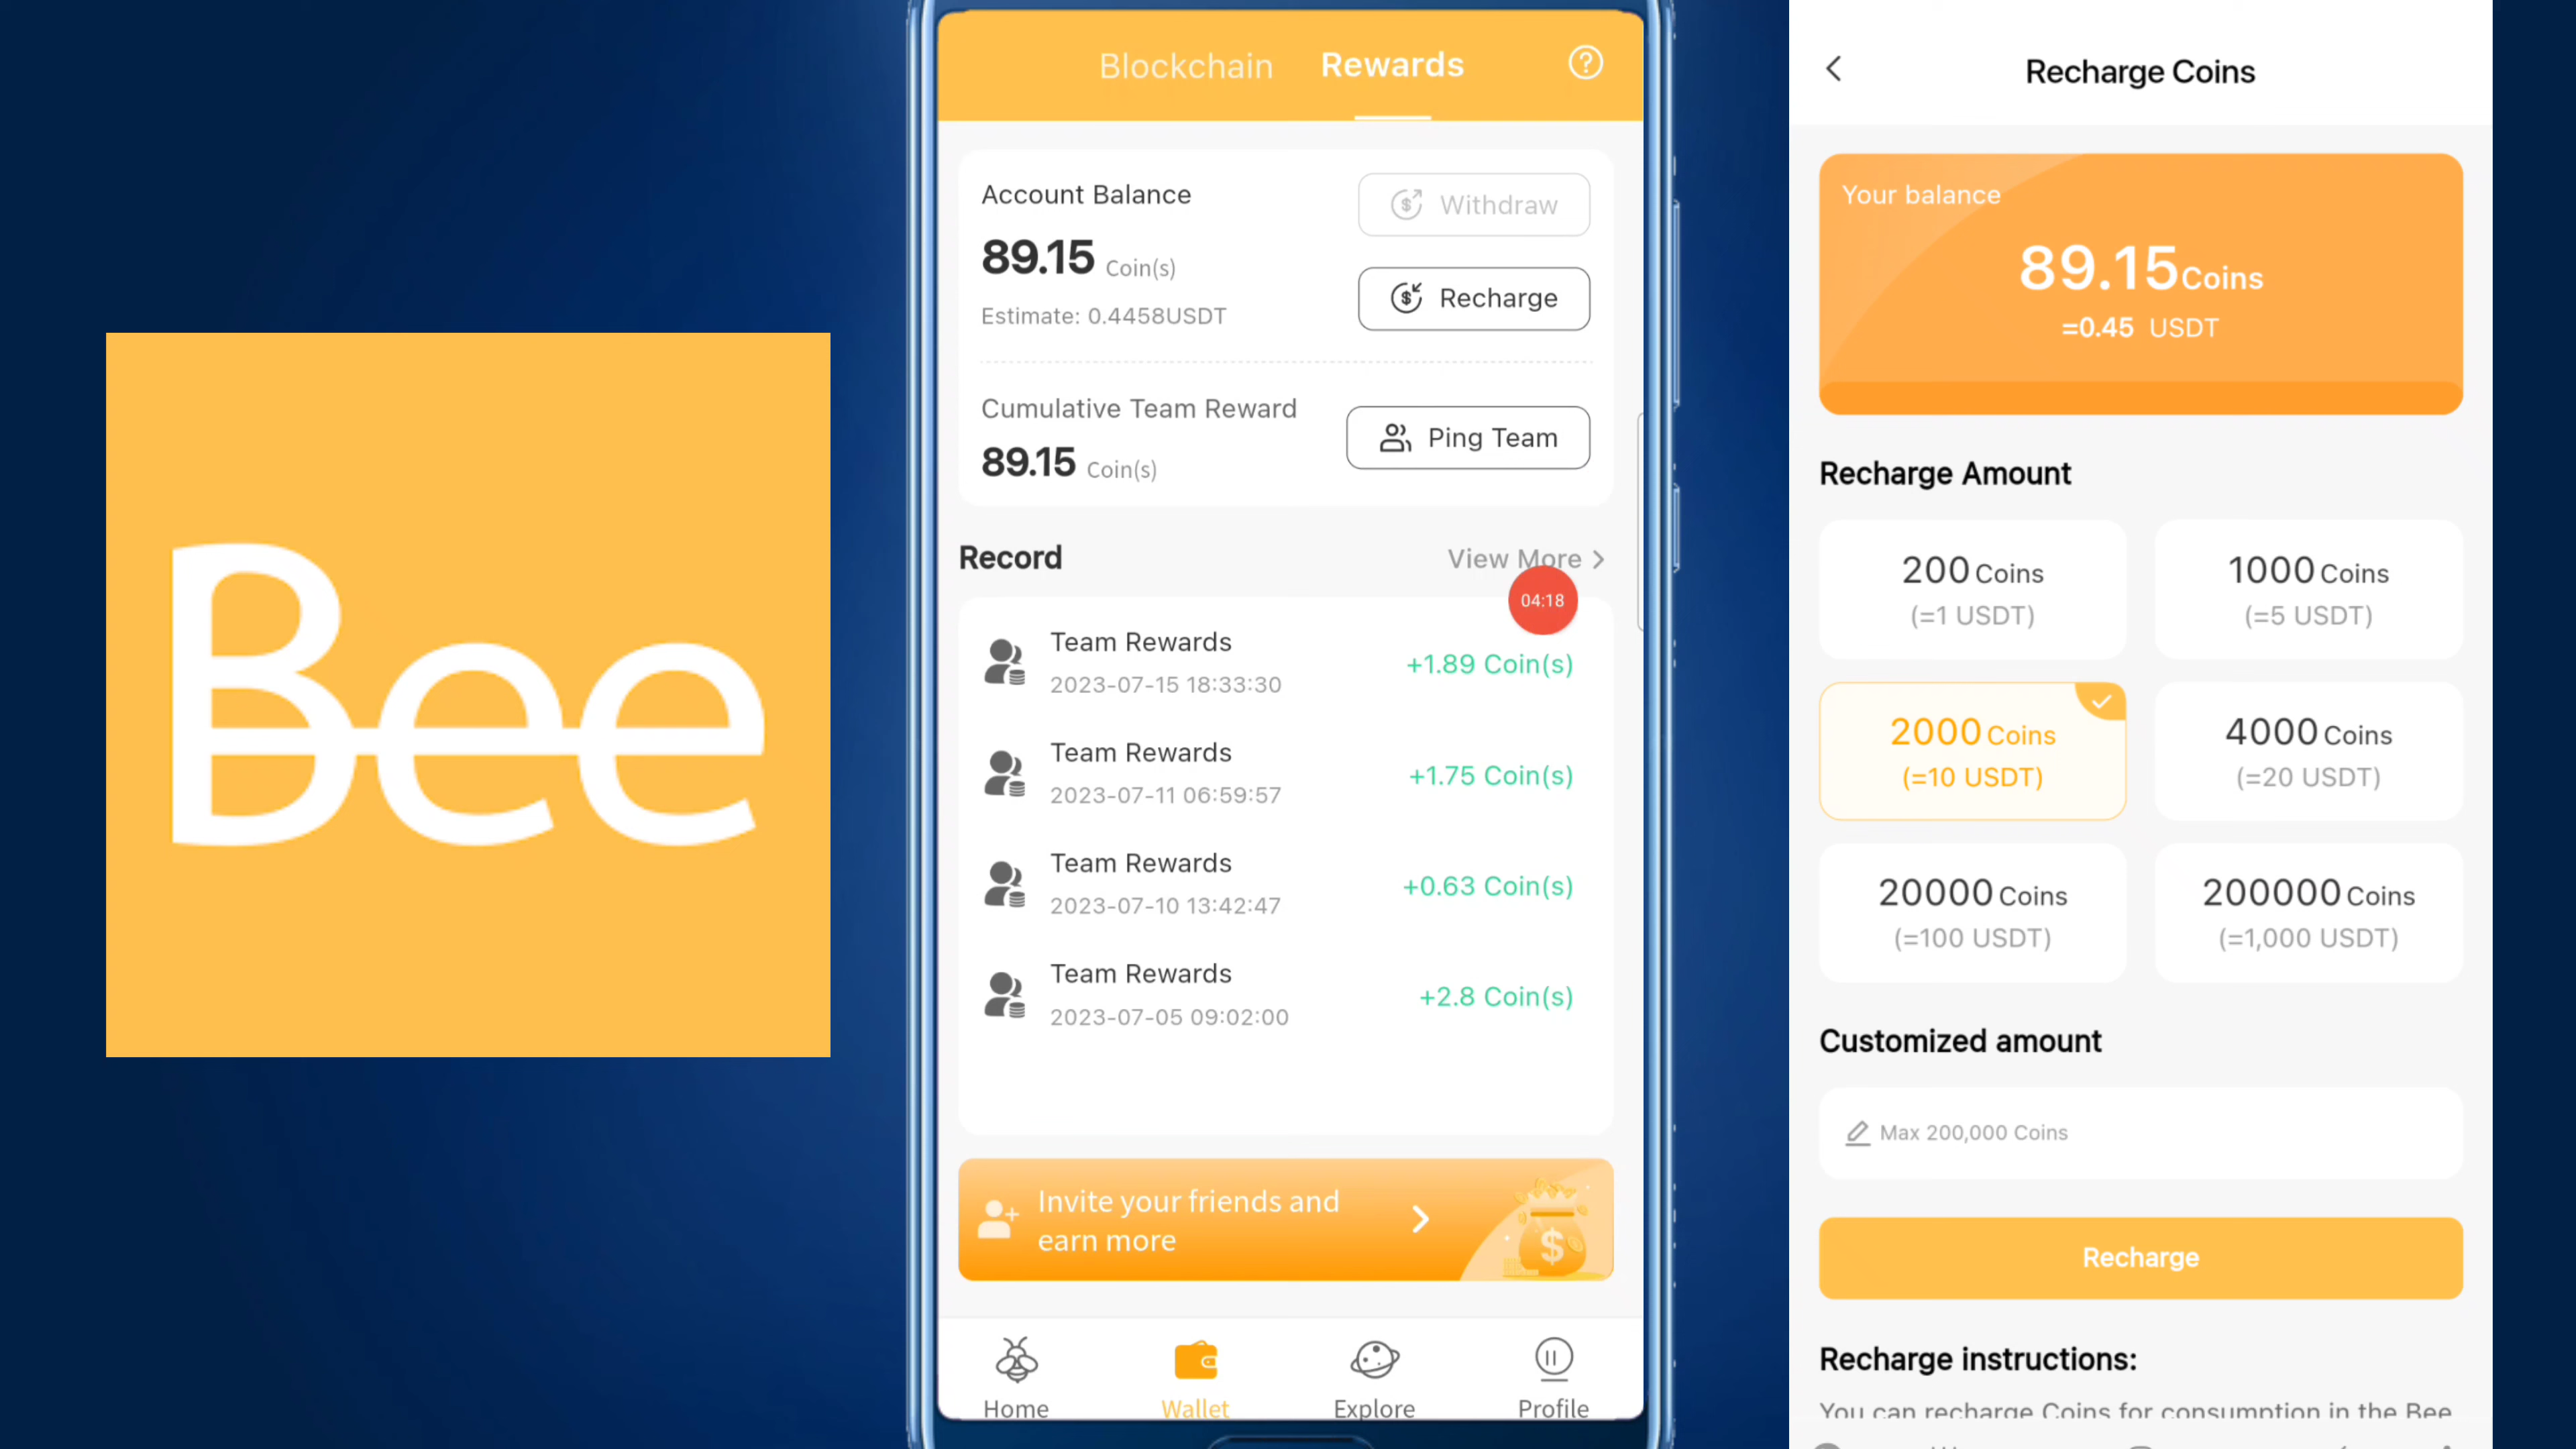 Bee
Blockchain Rewards
Account Balance
Withdraw
89.15 Coin(s)
Recharge
Estimate: 0.4458USDT
Cumulative Team Reward
Ping Team
89.15 Coin(s)
Record
View More
04:18
Team Rewards
+1.89 Coin(s)
2023-07-15 18:33:30
Team Rewards
+1.75 Coin(s)
2023-07-11 06:59:57
Team Rewards
+0.63 Coin(s)
2023-07-10 13:42:47
Team Rewards
+2.8 Coin(s)
2023-07-05 09:02:00
Invite your friends and
earn more
Home Wallet Explore Profile
Recharge Coins
Your balance
89.15Coins
=0.45 USDT
Recharge Amount
200 Coins
(=1 USDT)
1000 Coins
(=5 USDT)
2000 Coins
(=10 USDT)
4000 Coins
(=20 USDT)
20000 Coins
(=100 USDT)
200000 Coins
(=1,000 USDT)
Customized amount
Max 200,000 Coins
Recharge
Recharge instructions:
You can recharge Coins for consumption in the Bee